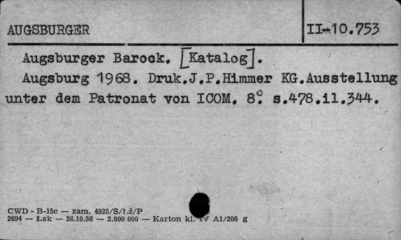 AUGSBURGER
II-10.753
Augsburger Barock. [Katalog].
Augsburg 1968. Druk.J.P.Himmer KG.Ausstellung
unter dem Patronat von ICOM. 8° s.478.il.344.
CWD - B-15c — zam. 4925/S/1.ż/P
2694 — Łak — 26.10.56 — 2.000.000 — Karton kl. IV A1/200 g